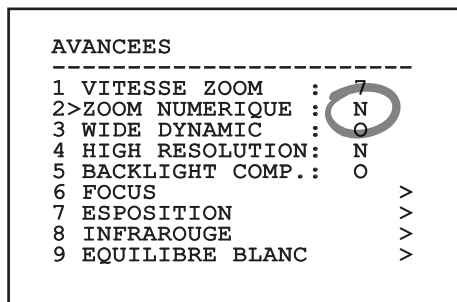 AVANCEES
-------------------------
1 VITESSE ZOOM : 7
2>ZOOM NUMERIQUE : N
3 WIDE DYNAMIC : O
4 HIGH RESOLUTION: N
5 BACKLIGHT COMP.: O
6 FOCUS >
7 ESPOSITION >
8 INFRAROUGE >
9 EQUILIBRE BLANC >